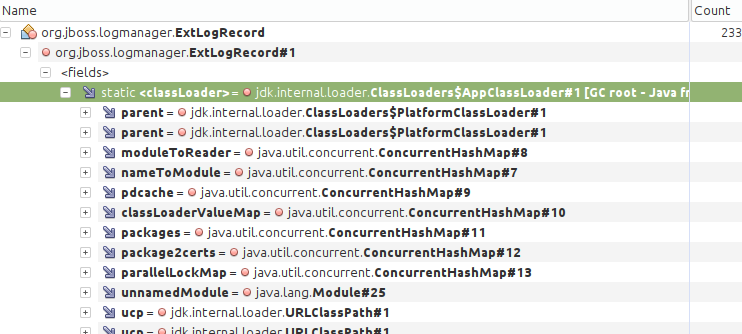 Name Count
org.jboss.logmanager.ExtLogRecord 233
org.jboss.logmanager.ExtLogRecord#1
<fields>
static <classLoader> = jdk.internal.loader.ClassLoaders$AppClassLoader#1 [GC root - Java fr
parent = jdk.internal.loader.ClassLoaders$PlatformClassLoader#1
parent = jdk.internal.loader.ClassLoaders$PlatformClassLoader#1
moduleToReader = java.util.concurrent.ConcurrentHashMap#8
nameToModule = java.util.concurrent.ConcurrentHashMap#7
pdcache = java.util.concurrent.ConcurrentHashMap#9
classLoaderValueMap = java.util.concurrent.ConcurrentHashMap#10
packages = java.util.concurrent.ConcurrentHashMap#11
package2certs = java.util.concurrent.ConcurrentHashMap#12
parallelLockMap = java.util.concurrent.ConcurrentHashMap#13
unnamedModule = java.lang.Module#25
ucp = jdk.internal.loader.URLClassPath#1
ucp = jdk.internal.loader.URLClassPath#1